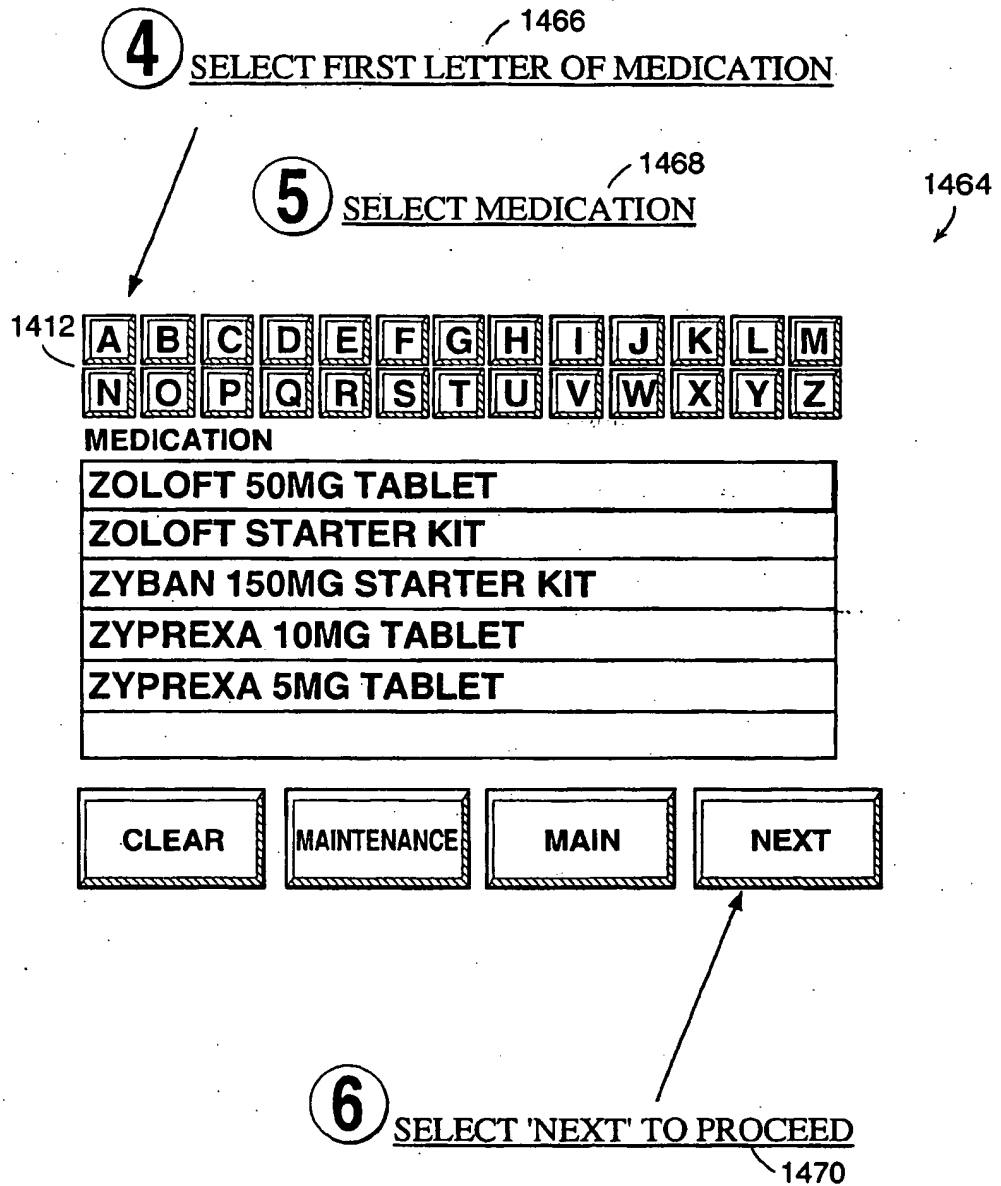 1466
4 SELECT FIRST LETTER OF MEDICATION
1468
5 SELECT MEDICATION
1464
1412
A B C D E F G H I J K L M
N O P Q R S T U V W X Y Z
MEDICATION
ZOLOFT 50MG TABLET
ZOLOFT STARTER KIT
ZYBAN 150MG STARTER KIT
ZYPREXA 10MG TABLET
ZYPREXA 5MG TABLET
CLEAR MAINTENANCE MAIN NEXT
6 SELECT 'NEXT' TO PROCEED
1470